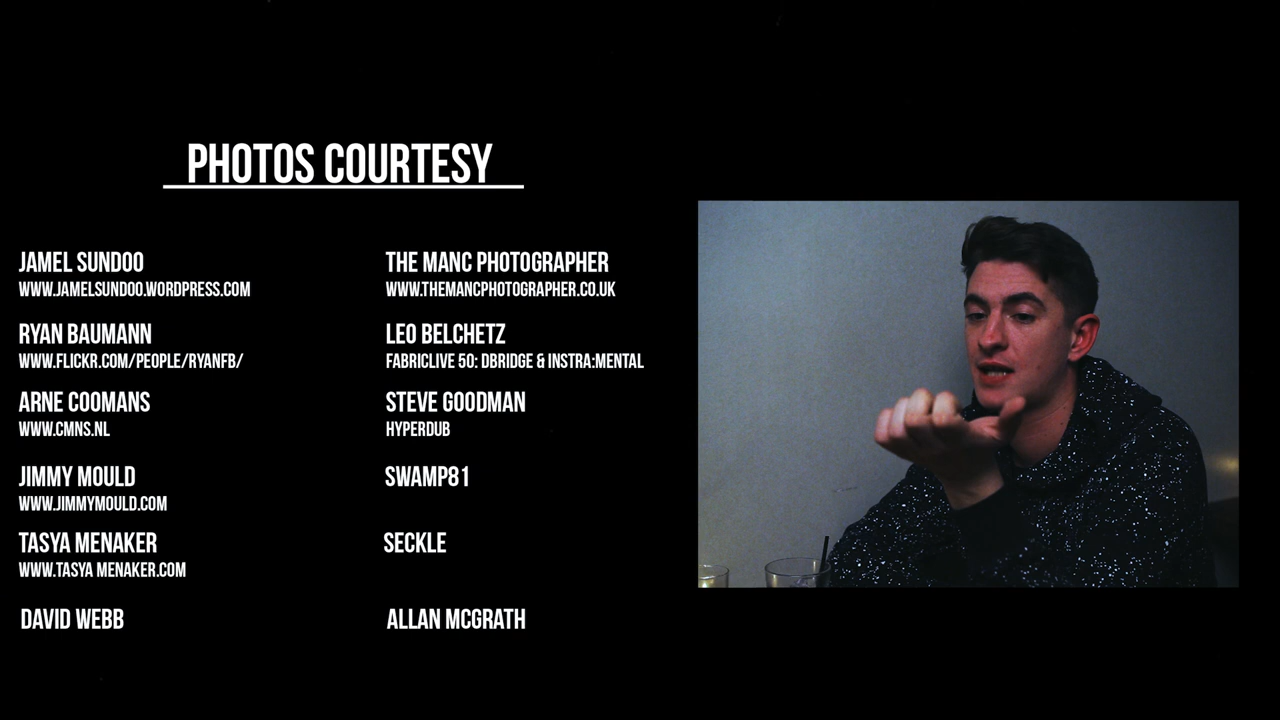 PHOTOS COURTESY
JAMEL SUNDOO
WWW.JAMELSUNDOO.WORDPRESS.COM
RYAN BAUMANN
WWW.FLICKR.COM/PEOPLE/RYANFB/
ARNE COOMANS
WWW.CMNS.NL
JIMMY MOULD
WWW.JIMMYMOULD.COM
TASYA MENAKER
WWW.TASYA MENAKER.COM
DAVID WEBB
THE MANC PHOTOGRAPHER
WWW.THEMANCPHOTOGRAPHER.CO.UK
LEO BELCHETZ
FABRICLIVE 50: DBRIDGE & INSTRA:MENTAL
STEVE GOODMAN
HYPERDUB
SWAMP81
SECKLE
ALLAN MCGRATH